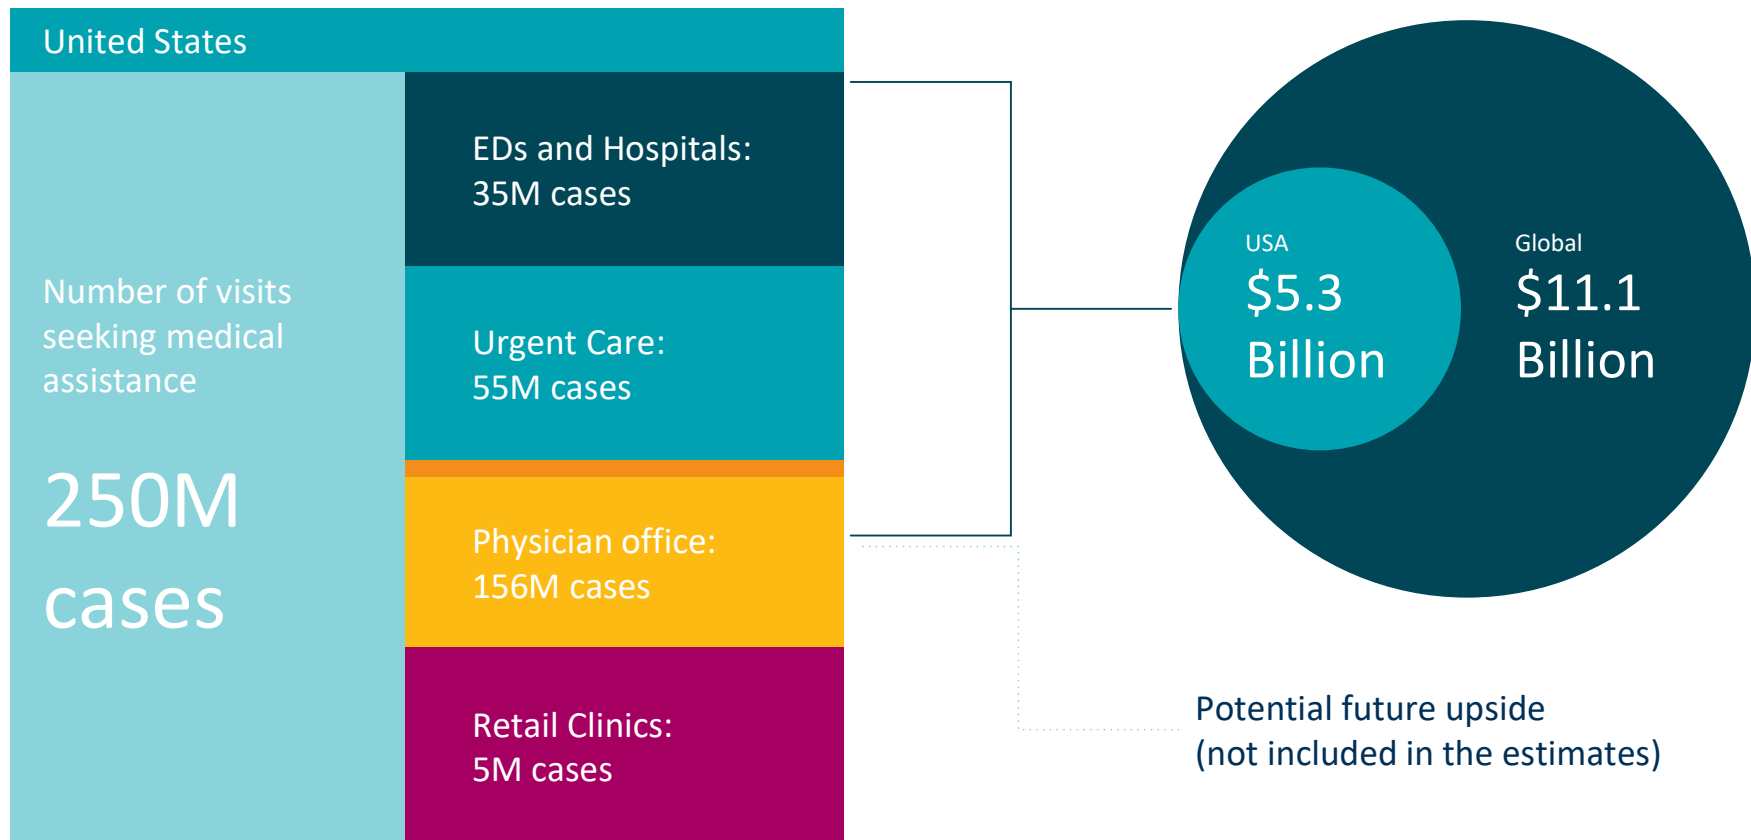 United States
Number of visits
seeking medical
assistance
250M
cases
EDs and Hospitals:
35M cases
Urgent Care:
55M cases
Physician office:
156M cases
Retail Clinics:
5M cases
USA
$5.3
Billion
Global
$11.1
Billion
Potential future upside
(not included in the estimates)